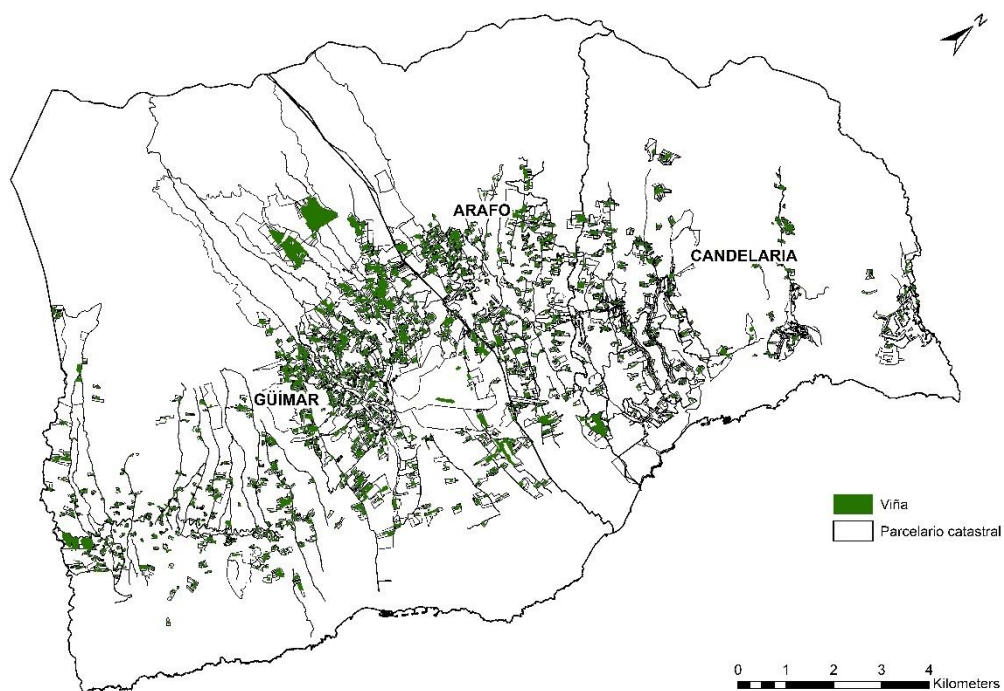 N
ARAFO
CANDELARIA
GÜIMAR
Viña
Parcelario catastral
0 1 2 3 4
Kilometers